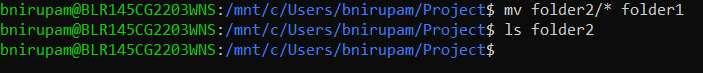 bnirupam@BLR145CG2203WNS:/mnt/c/Users/bnirupam/Project$ mv folder2/* folder1
bnirupam@BLR145CG2203WNS:/mnt/c/Users/bnirupam/Project$ ls folder2
bnirupam@BLR145CG2203WNS:/mnt/c/Users/bnirupam/Project$